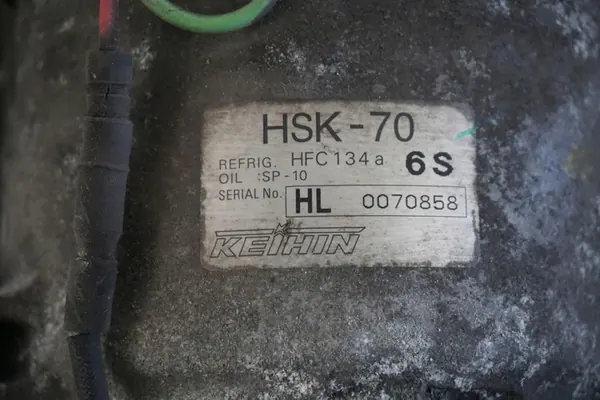 HSK-70
REFRIG. HFC134a 6S
OIL :SP-10
SERIAL No. HL 0070858
KEIHIN